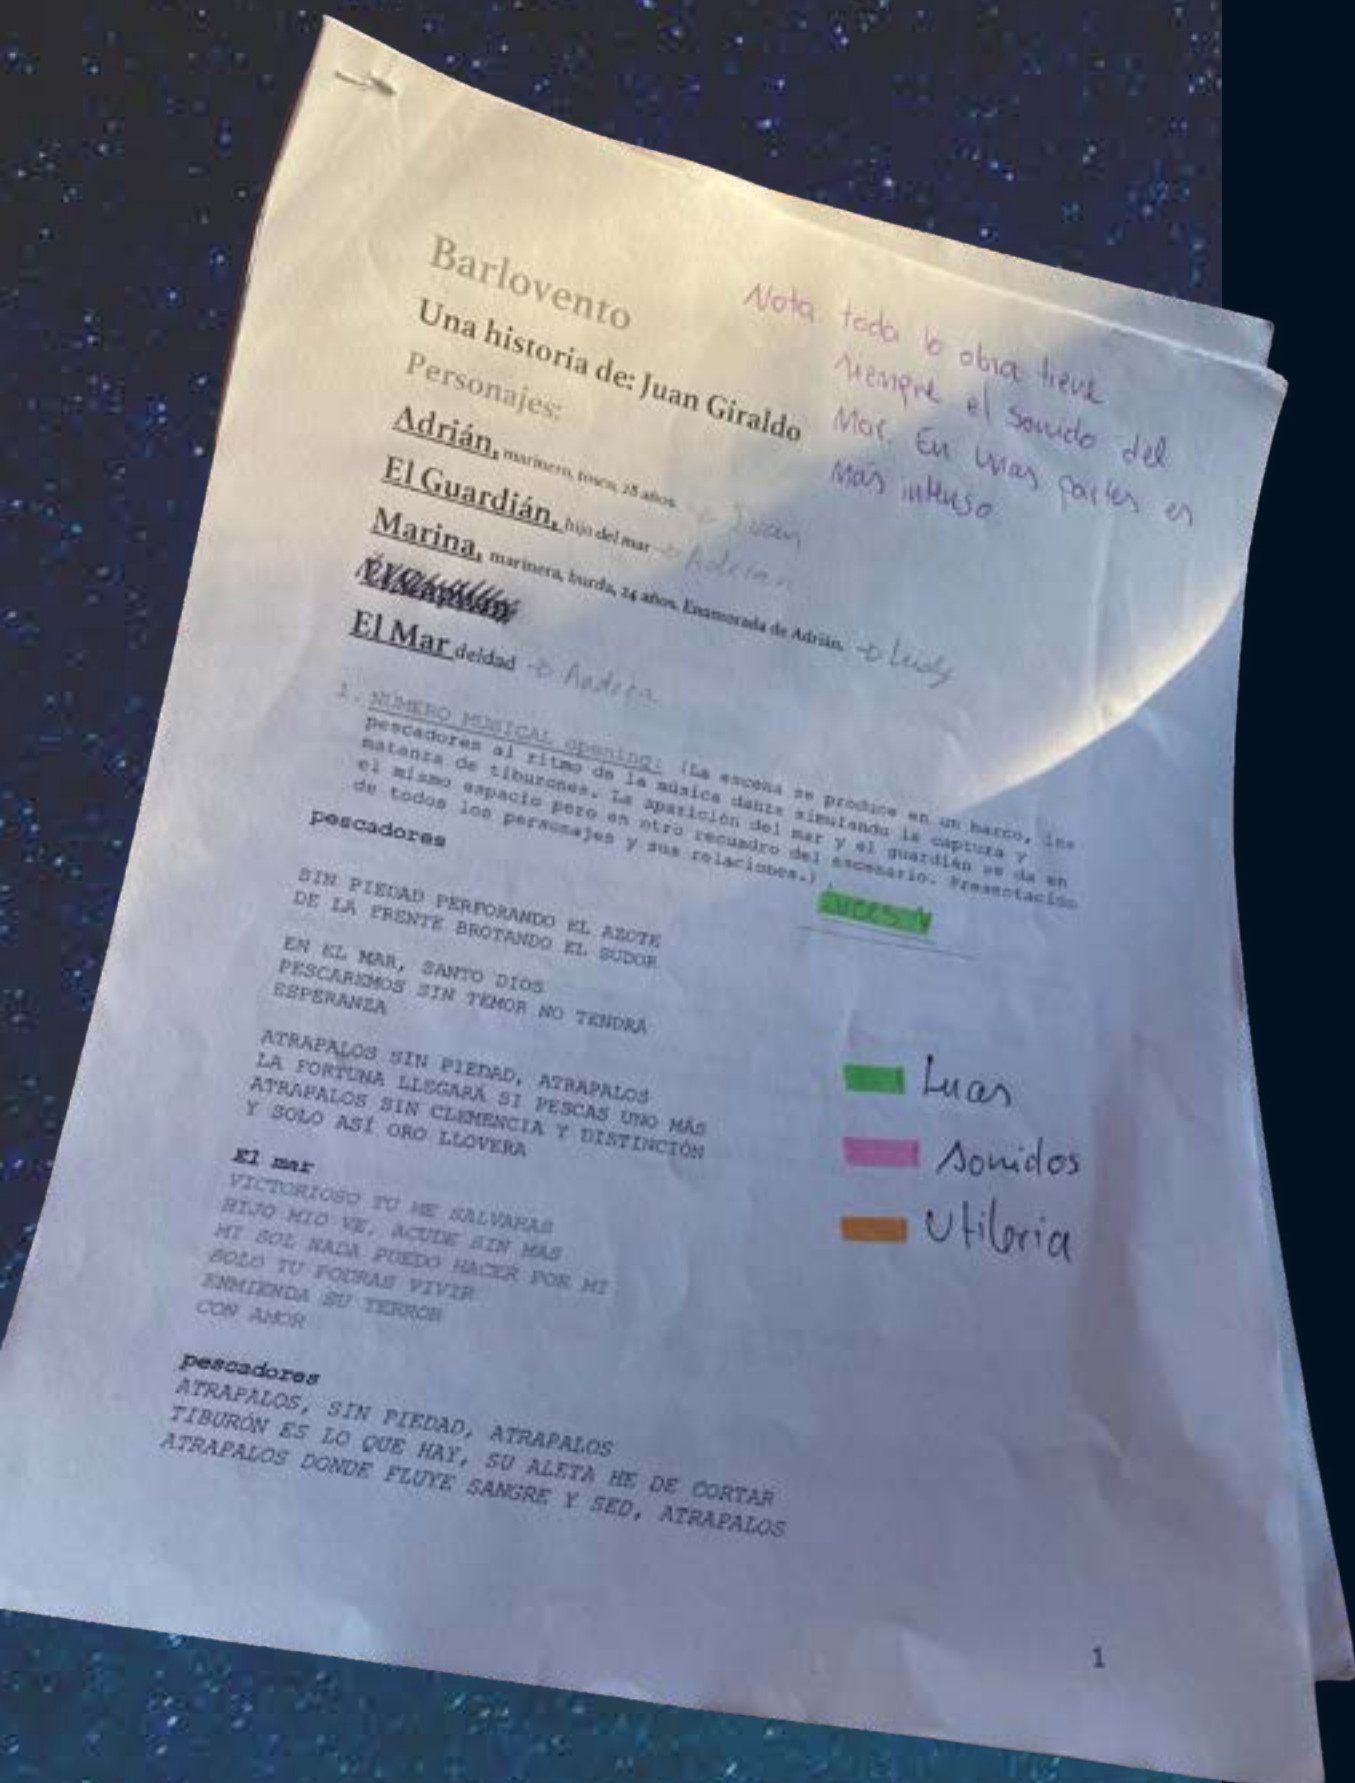 Barlovento
Una historia de: Juan Giraldo
Personajes:
Adrián, marinero, tosco, 28 años. → Juan
El Guardián, hijo del mar → Adrian
Marina, marinera, burda, 24 años. Enamorada de Adrián. → Leidy
El Capitán
El Mar deidad → Andrea
Nota toda la obra tiene
siempre el sonido del
Mar. En unas partes es
Más intenso
1. NÚMERO MUSICAL opening: (La escena se produce en un barco, los
pescadores al ritmo de la música danza simulando la captura y
matanza de tiburones. La aparición del mar y el guardián se da en
el mismo espacio pero en otro recuadro del escenario. Presentación
de todos los personajes y sus relaciones.)
LUCES
pescadores
SIN PIEDAD PERFORANDO EL AZOTE
DE LA FRENTE BROTANDO EL SUDOR
EN EL MAR, SANTO DIOS
PESCAREMOS SIN TEMOR NO TENDRÁ
ESPERANZA
ATRAPALOS SIN PIEDAD, ATRAPALOS
LA FORTUNA LLEGARÁ SI PESCAS UNO MÁS
ATRAPALOS SIN CLEMENCIA Y DISTINCIÓN
Y SOLO ASÍ ORO LLOVERA
Luces
Sonidos
Utileria
El mar
VICTORIOSO TU ME SALVARAS
HIJO MIO VE, ACUDE SIN MAS
MI SOL NADA PUEDO HACER POR MI
SOLO TU PODRAS VIVIR
ENMIENDA SU TERROR
CON AMOR
pescadores
ATRAPALOS, SIN PIEDAD, ATRAPALOS
TIBURÓN ES LO QUE HAY, SU ALETA HE DE CORTAR
ATRAPALOS DONDE FLUYE SANGRE Y SED, ATRAPALOS
1